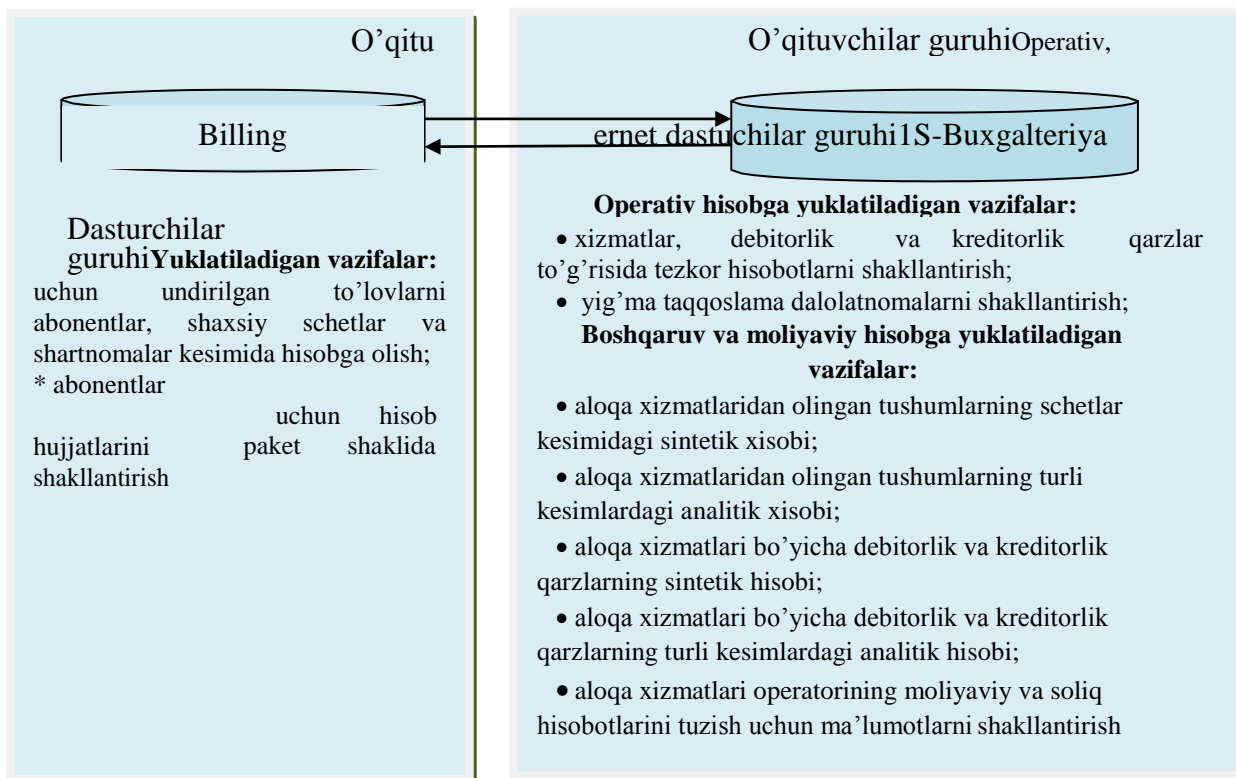 O’qitu
Billing
Dasturchilar
guruhiYuklatiladigan vazifalar:
uchun undirilgan to’lovlarni
abonentlar, shaxsiy schetlar va
shartnomalar kesimida hisobga olish;
* abonentlar
uchun hisob
hujjatlarini paket shaklida
shakllantirish
O’qituvchilar guruhiOperativ,
ernet dastuchilar guruhi1S-Buxgalteriya
Operativ hisobga yuklatiladigan vazifalar:
• xizmatlar, debitorlik va kreditorlik qarzlar
to’g’risida tezkor hisobotlarni shakllantirish;
• yig’ma taqqoslama dalolatnomalarni shakllantirish;
Boshqaruv va moliyaviy hisobga yuklatiladigan
vazifalar:
• aloqa xizmatlaridan olingan tushumlarning schetlar
kesimidagi sintetik xisobi;
• aloqa xizmatlaridan olingan tushumlarning turli
kesimlardagi analitik xisobi;
• aloqa xizmatlari bo’yicha debitorlik va kreditorlik
qarzlarning sintetik hisobi;
• aloqa xizmatlari bo’yicha debitorlik va kreditorlik
qarzlarning turli kesimlardagi analitik hisobi;
• aloqa xizmatlari operatorining moliyaviy va soliq
hisobotlarini tuzish uchun ma’lumotlarni shakllantirish